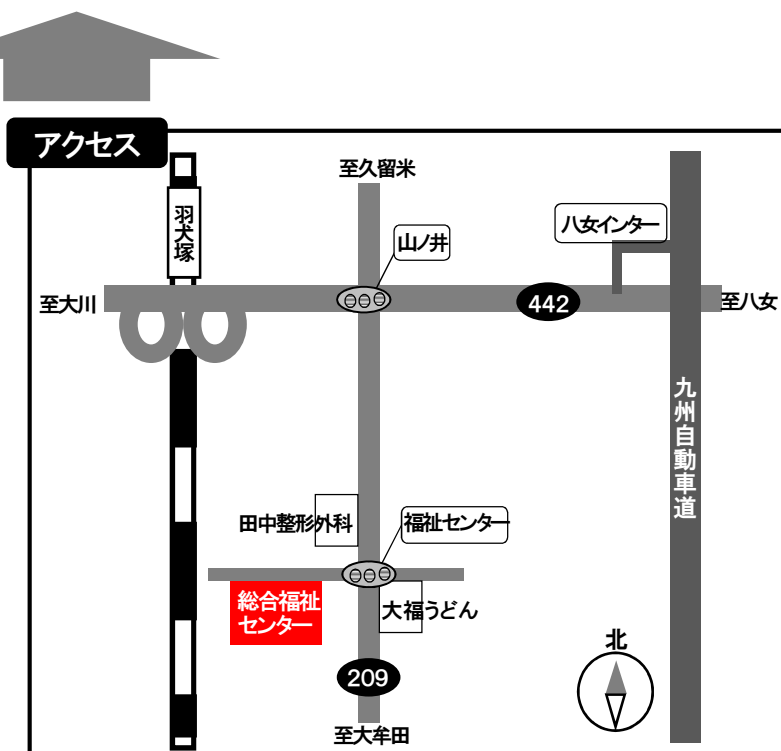 アクセス
至久留米
羽犬塚
山ノ井
八女インター
至大川
442
至八女
九州自動車道
田中整形外科
福祉センター
総合福祉
センター
大福うどん
北
209
至大牟田